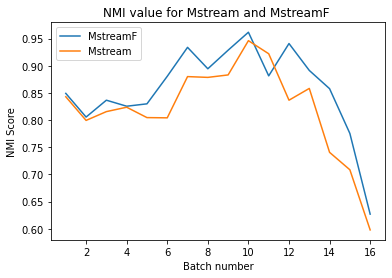 NMI value for Mstream and MstreamF
MstreamF
Mstream
NMI Score
0.95
0.90
0.85
0.80
0.75
0.70
0.65
0.60
2 4 6 8 10 12 14 16
Batch number